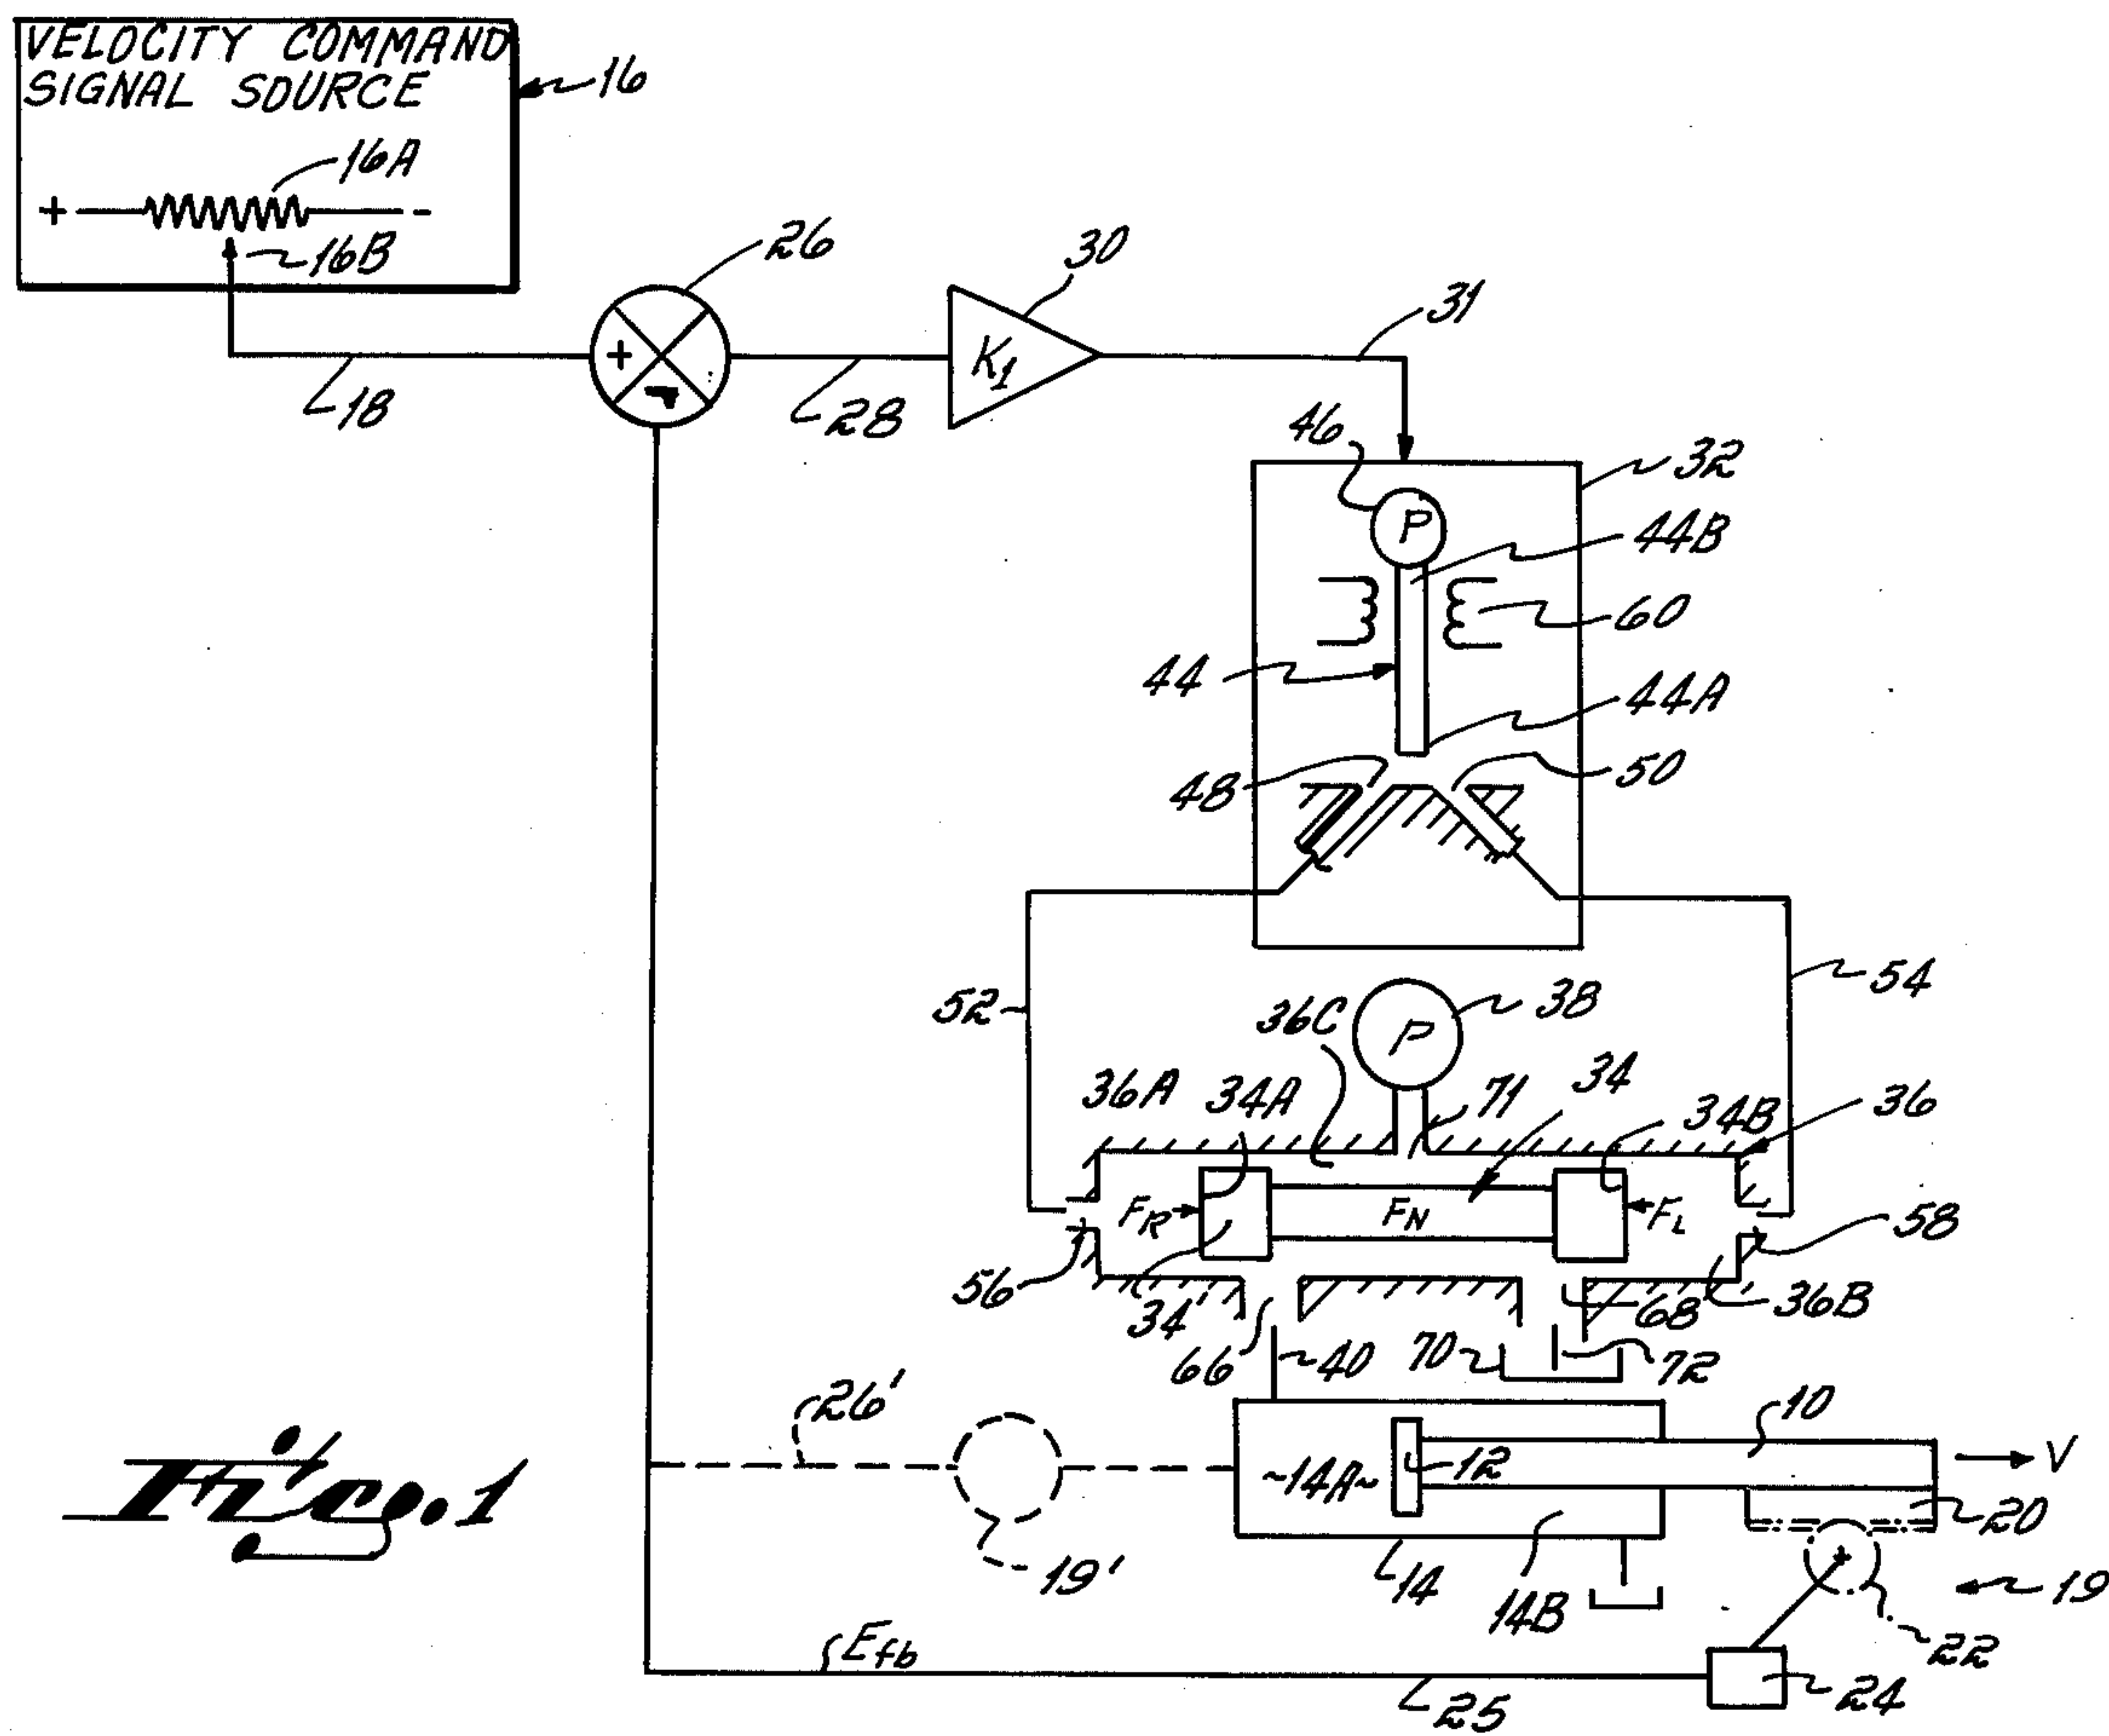 VELOCITY COMMAND
SIGNAL SOURCE
16
16A
+ -
16B
26
30
31
+
-
K1
18
28
46
32
P
44B
60
44
44A
48
50
52
54
36C
38
P
36A
34A
71
34
34B
36
FR
FN
FL
56
58
34'
66
40
70
68
72
36B
26'
10
~14A~
12
V
20
19'
14
14B
19
22
Efb
25
24
Fig. 1